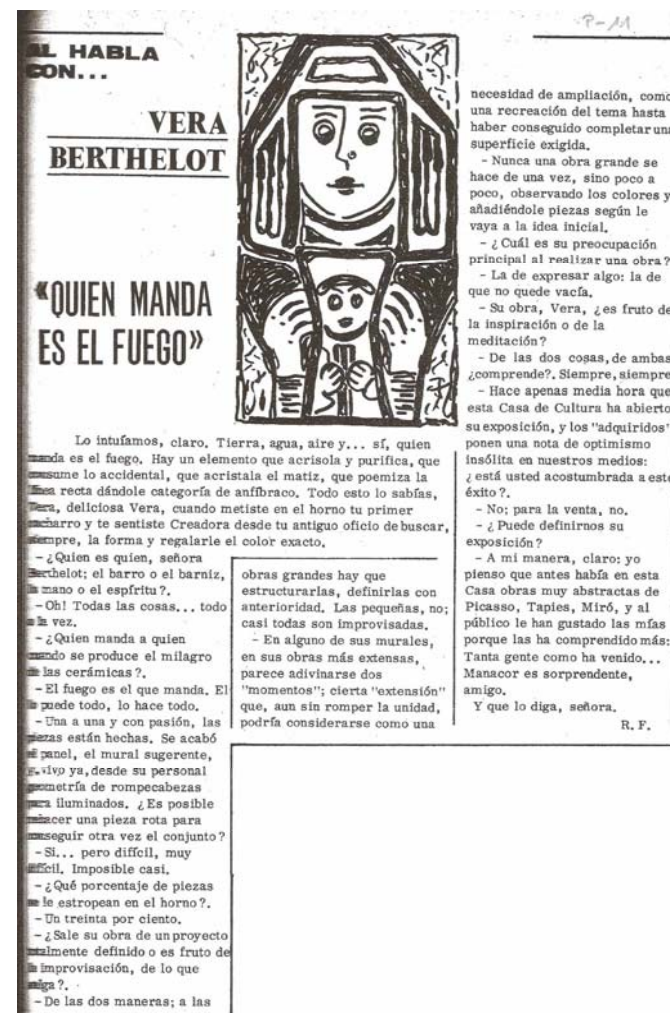 P-11
AL HABLA
CON...
VERA
BERTHELOT
«QUIEN MANDA
ES EL FUEGO»
Lo intuíamos, claro. Tierra, agua, aire y... sí, quien
manda es el fuego. Hay un elemento que acrisola y purifica, que
consume lo accidental, que acristala el matiz, que poemiza la
línea recta dándole categoría de anfíbraco. Todo esto lo sabías,
Vera, deliciosa Vera, cuando metiste en el horno tu primer
cacharro y te sentiste Creadora desde tu antiguo oficio de buscar,
siempre, la forma y regalarle el color exacto.
- ¿Quien es quien, señora
Berthelot; el barro o el barniz,
la mano o el espíritu?.
- Oh! Todas las cosas... todo
a la vez.
- ¿Quien manda a quien
cuando se produce el milagro
de las cerámicas?.
- El fuego es el que manda. El
lo puede todo, lo hace todo.
- Una a una y con pasión, las
piezas están hechas. Se acabó
el panel, el mural sugerente,
vivo ya, desde su personal
geometría de rompecabezas
para iluminados. ¿Es posible
rehacer una pieza rota para
conseguir otra vez el conjunto?
- Si... pero difícil, muy
difícil. Imposible casi.
- ¿Qué porcentaje de piezas
se le estropean en el horno?.
- Un treinta por ciento.
- ¿Sale su obra de un proyecto
totalmente definido o es fruto de
la improvisación, de lo que
salga?.
- De las dos maneras; a las
obras grandes hay que
estructurarlas, definirlas con
anterioridad. Las pequeñas, no;
casi todas son improvisadas.
- En alguno de sus murales,
en sus obras más extensas,
parece adivinarse dos
"momentos"; cierta "extensión"
que, aun sin romper la unidad,
podría considerarse como una
necesidad de ampliación, como
una recreación del tema hasta
haber conseguido completar una
superficie exigida.
- Nunca una obra grande se
hace de una vez, sino poco a
poco, observando los colores y
añadiéndole piezas según le
vaya a la idea inicial.
- ¿Cuál es su preocupación
principal al realizar una obra?
- La de expresar algo: la de
que no quede vacía.
- Su obra, Vera, ¿es fruto de
la inspiración o de la
meditación?
- De las dos cosas, de ambas
¿comprende?. Siempre, siempre
- Hace apenas media hora que
esta Casa de Cultura ha abierto
su exposición, y los "adquiridos"
ponen una nota de optimismo
insólita en nuestros medios:
¿está usted acostumbrada a este
éxito?.
- No; para la venta, no.
- ¿Puede definirnos su
exposición?
- A mi manera, claro: yo
pienso que antes había en esta
Casa obras muy abstractas de
Picasso, Tapies, Miró, y al
público le han gustado las mías
porque las ha comprendido más:
Tanta gente como ha venido...
Manacor es sorprendente,
amigo.
Y que lo diga, señora.
R. F.